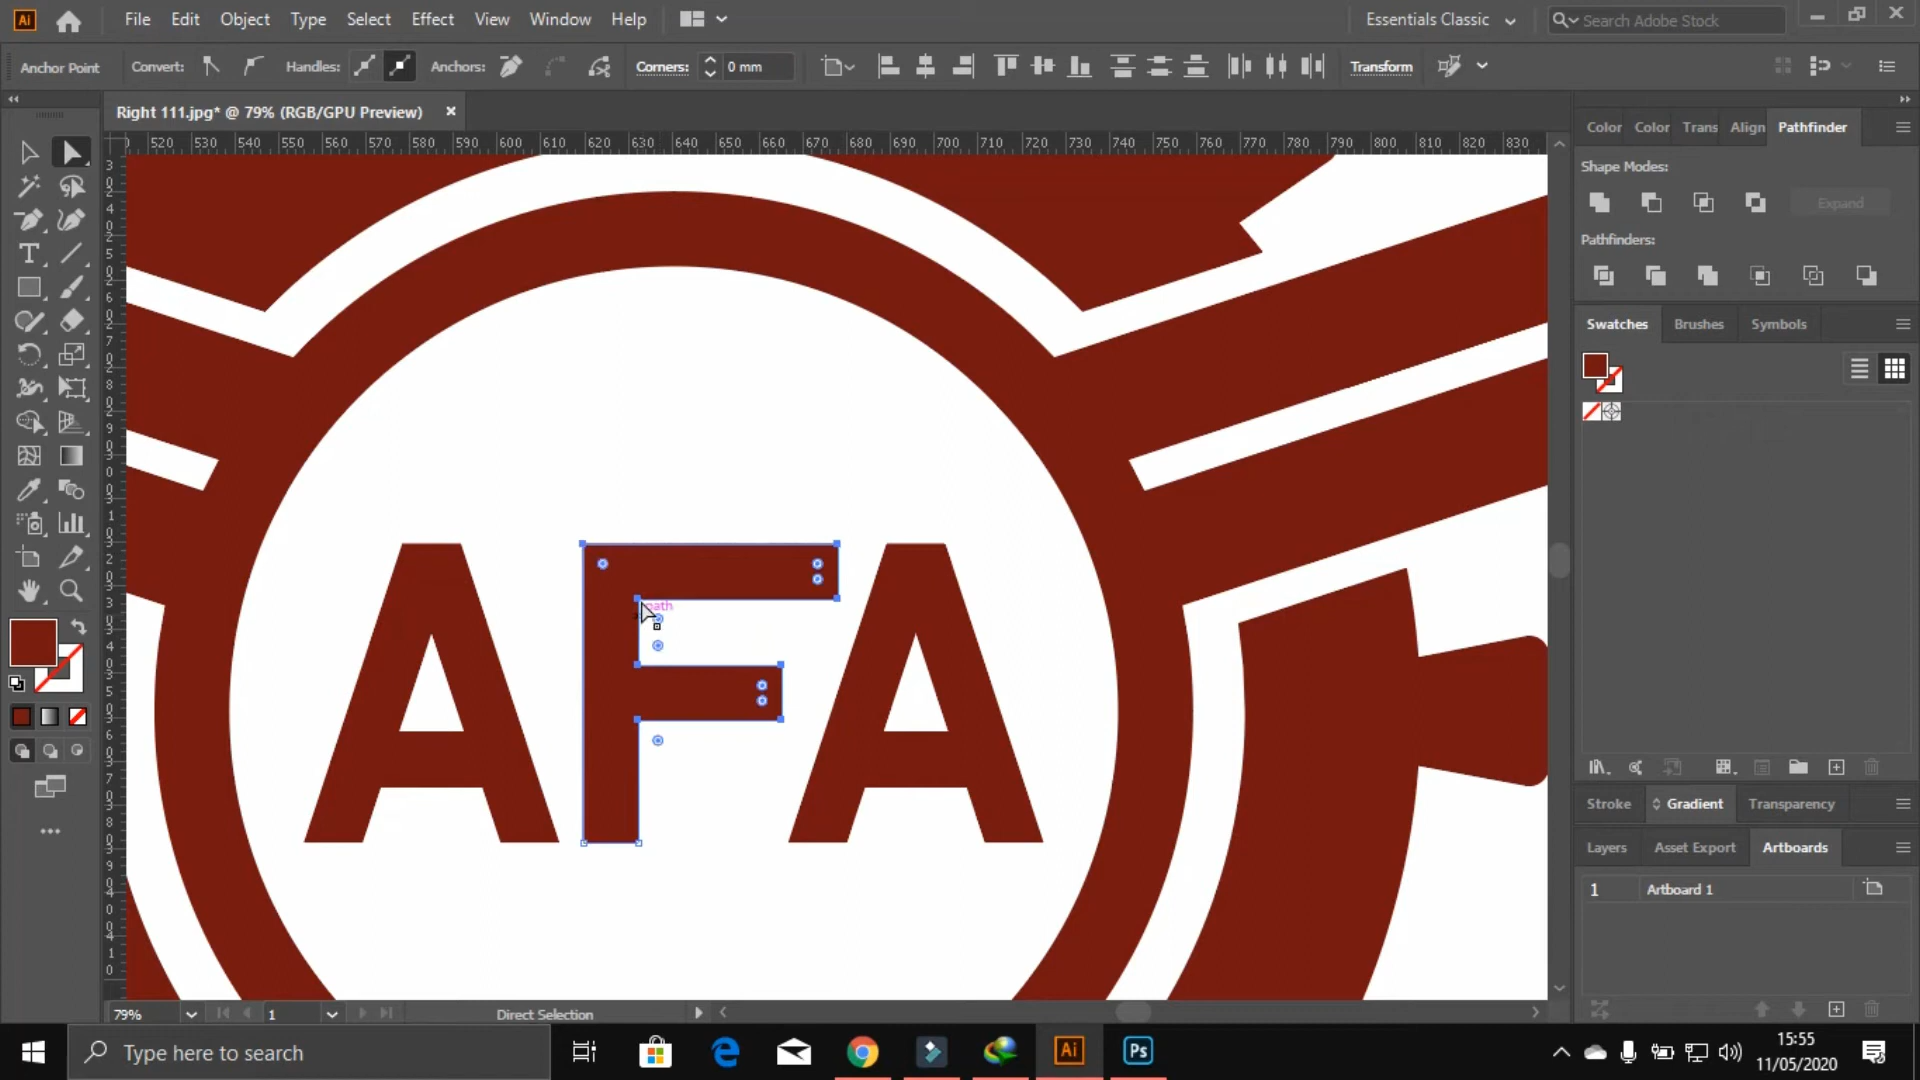 Ai File Edit Object Type Select Effect View Window Help Essentials Classic Search Adobe Stock
Anchor Point Convert: Handles: Anchors: Corners: 0 mm Transform
Right 111.jpg* @ 79% (RGB/GPU Preview)
Color Color Trans Align Pathfinder
520 530 540 550 560 570 580 590 600 610 620 630 640 650 660 670 680 690 700 710 720 730 740 750 760 770 780 790 800 810 820 830
Shape Modes:
Expand
Pathfinders:
Swatches Brushes Symbols
path
AFA
Stroke Gradient Transparency
Layers Asset Export Artboards
1 Artboard 1
79% 1 Direct Selection
Type here to search
Ai Ps
15:55
11/05/2020